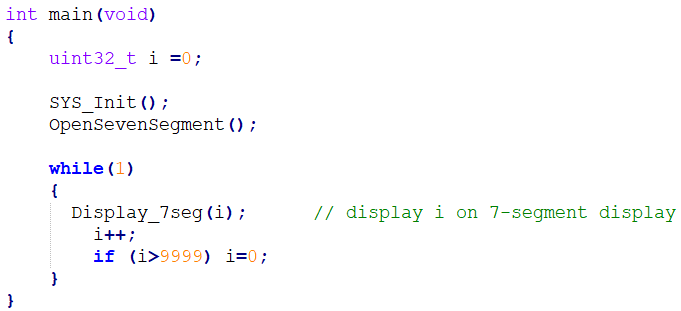 int main(void)
{
uint32_t i =0;
SYS_Init();
OpenSevenSegment();
while(1)
{
Display_7seg(i); // display i on 7-segment display
i++;
if (i>9999) i=0;
}
}